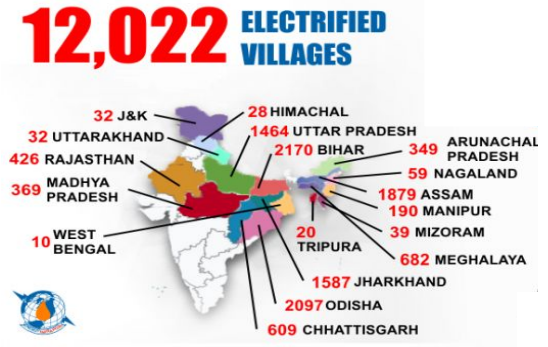 12,022 ELECTRIFIED
VILLAGES
32 J&K
28 HIMACHAL
32 UTTARAKHAND
1464 UTTAR PRADESH
426 RAJASTHAN
2170 BIHAR
349 ARUNACHAL
PRADESH
369 MADHYA
PRADESH
59 NAGALAND
1879 ASSAM
190 MANIPUR
10 WEST
BENGAL
20
TRIPURA
39 MIZORAM
682 MEGHALAYA
1587 JHARKHAND
2097 ODISHA
609 CHHATTISGARH